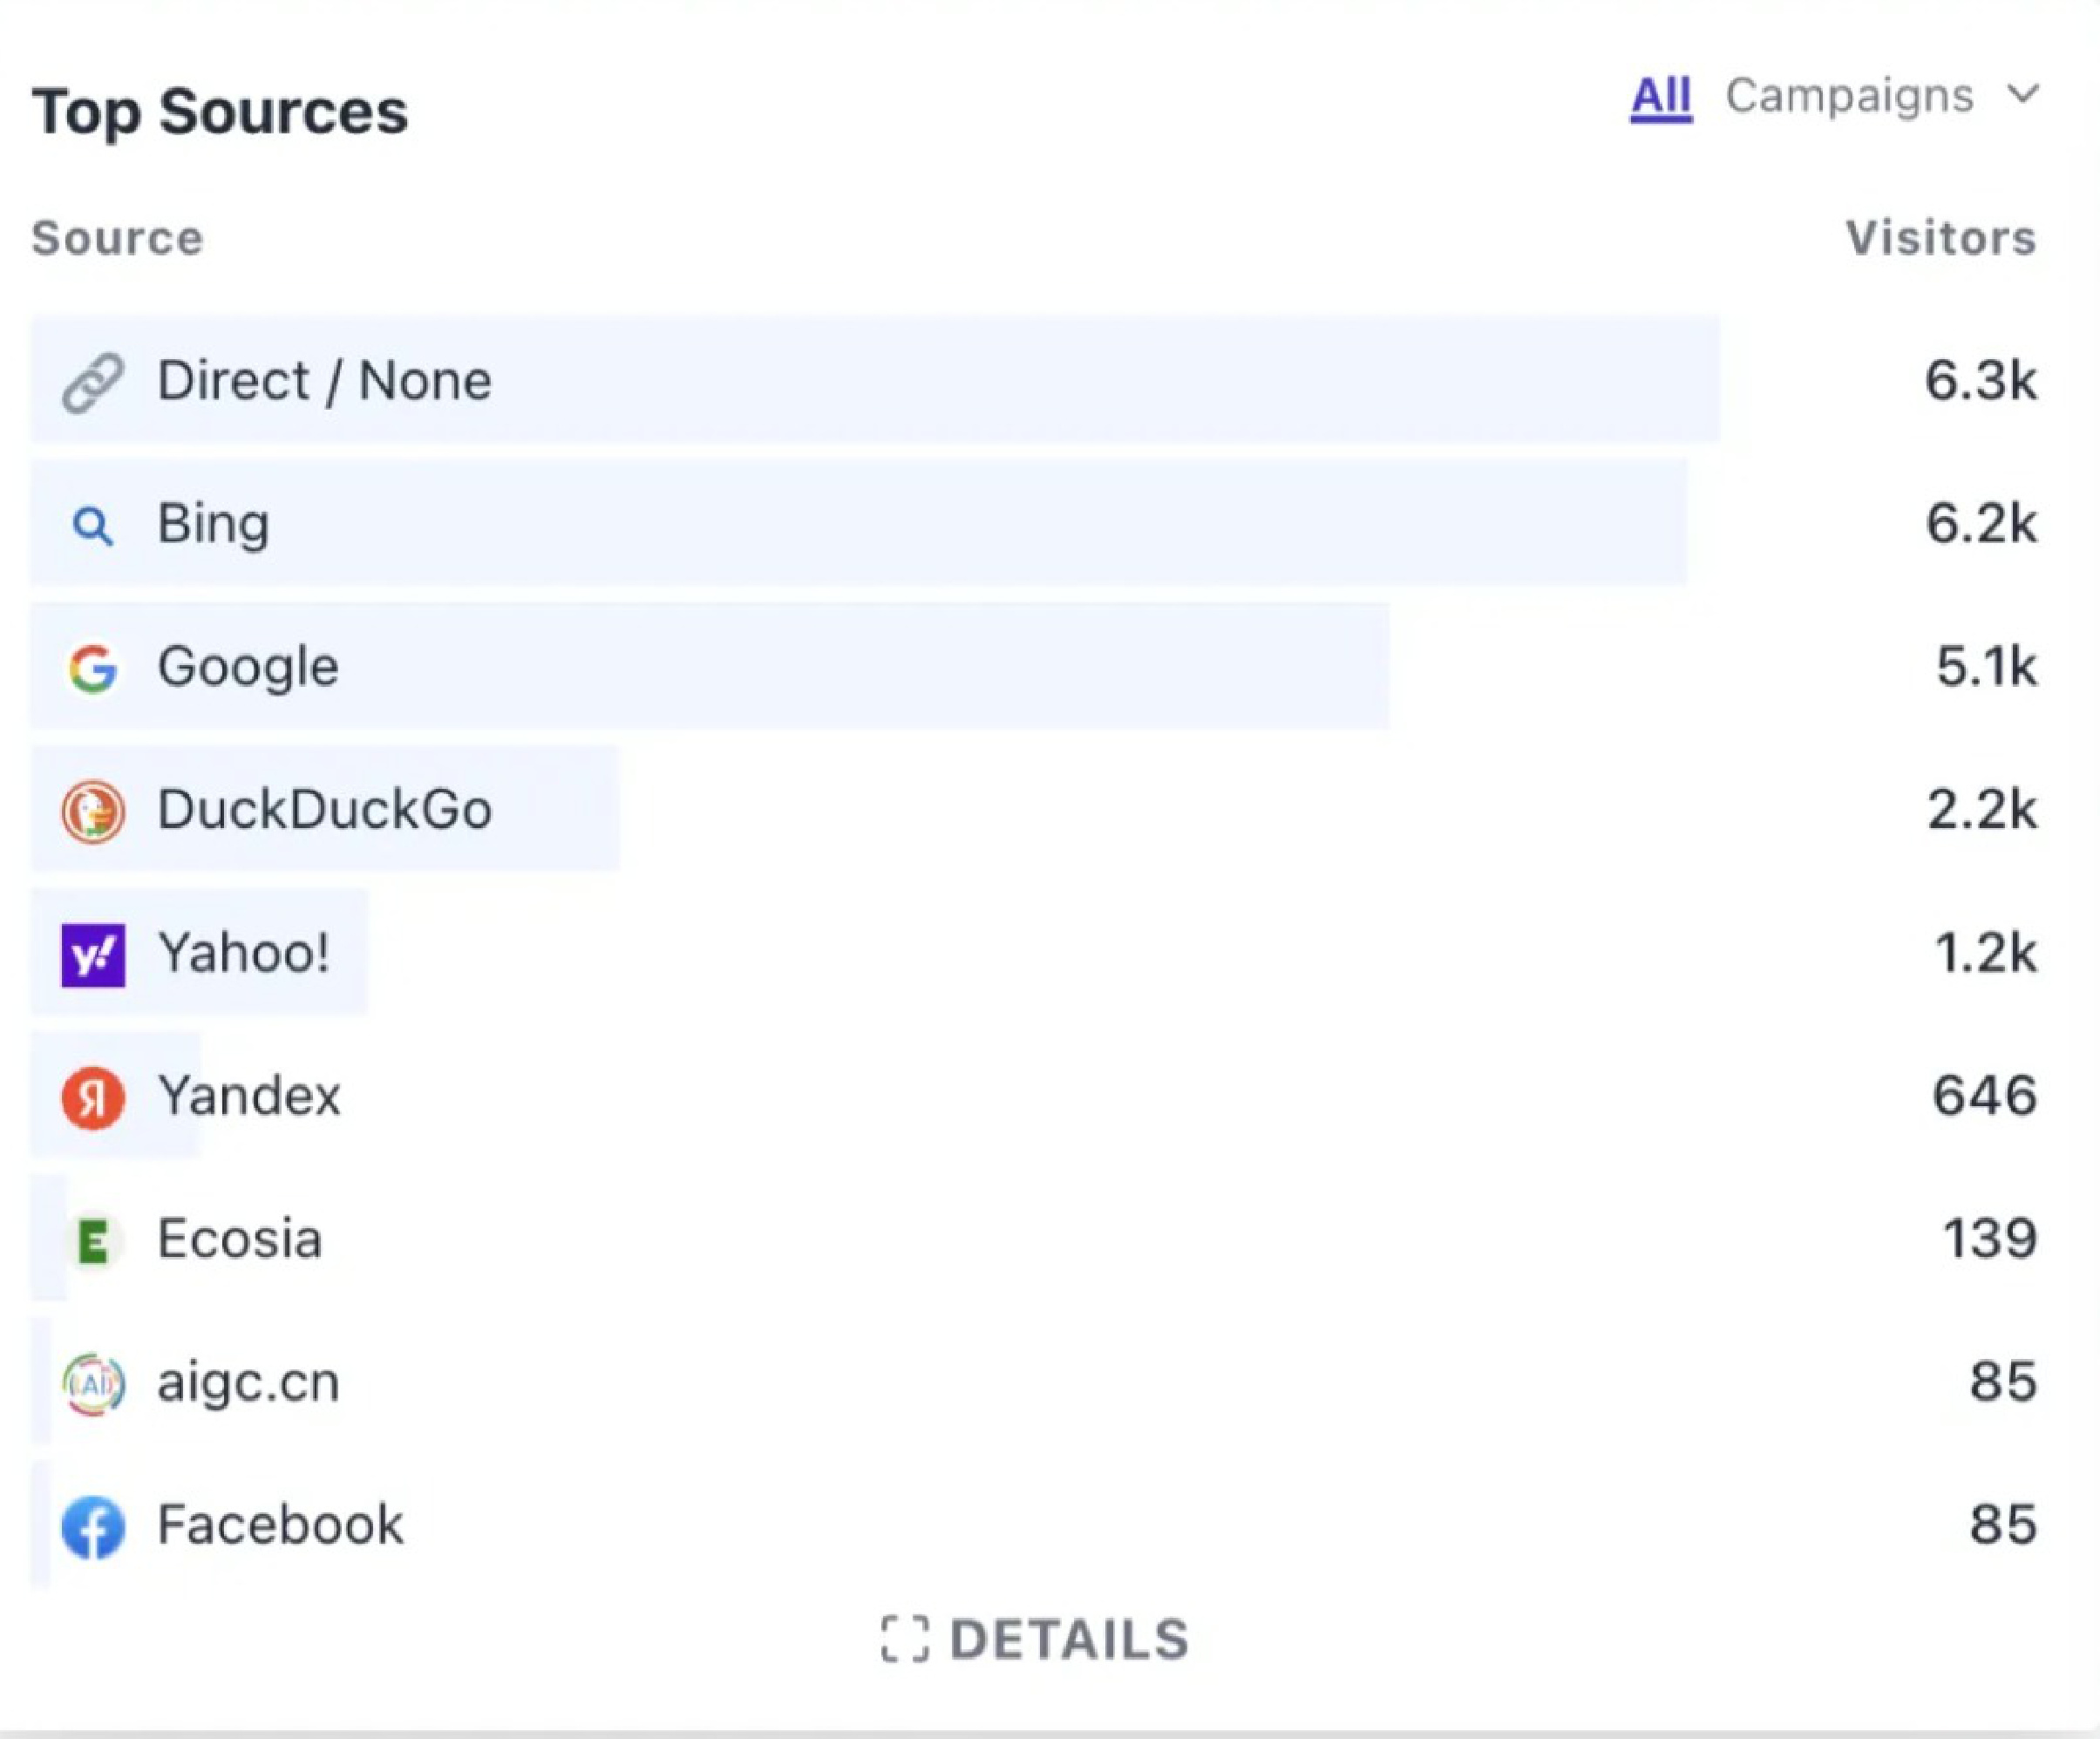 Top Sources
All Campaigns
Source Visitors
Direct / None 6.3k
Bing 6.2k
Google 5.1k
DuckDuckGo 2.2k
y! Yahoo! 1.2k
Я Yandex 646
E Ecosia 139
AI aigc.cn 85
f Facebook 85
DETAILS